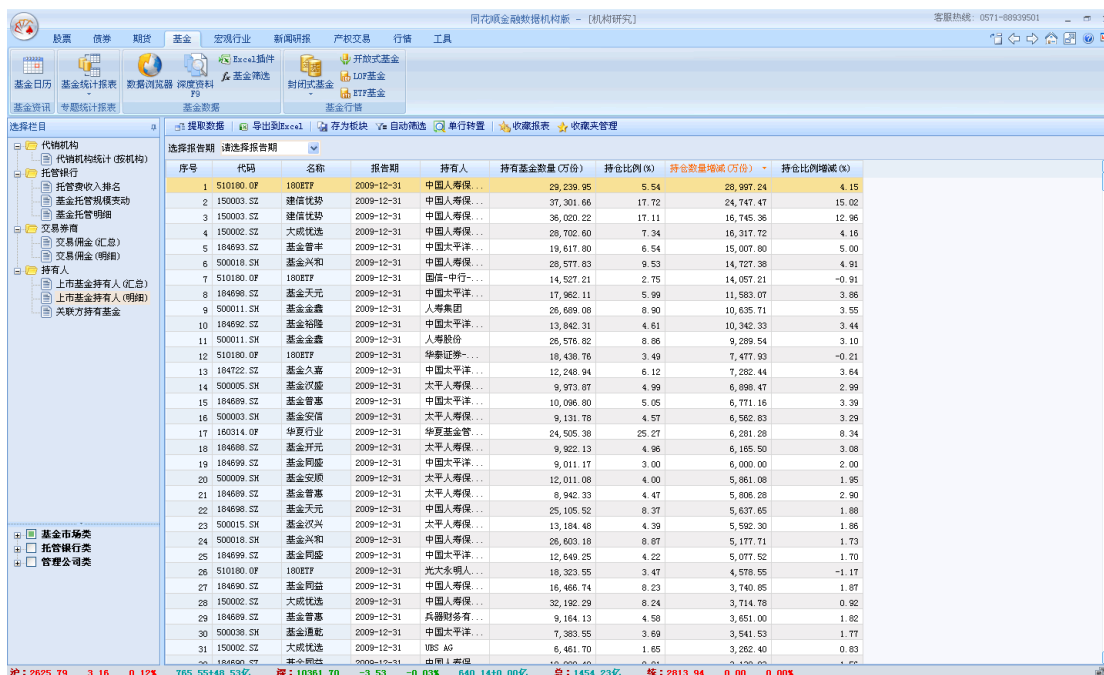 同花顺金融数据机构版 - [机构研究]
客服热线: 0571-88939501
股票 债券 期货 基金 宏观行业 新闻研报 产权交易 行情 工具
基金日历 基金统计报表 数据浏览器 深度资料 F9 Excel插件 基金筛选 封闭式基金 开放式基金 LOF基金 ETF基金
基金资讯 专题统计报表 基金数据 基金行情
选择栏目
代销机构
代销机构统计(按机构)
托管银行
托管费收入排名
基金托管规模变动
基金托管明细
交易券商
交易佣金(汇总)
交易佣金(明细)
持有人
上市基金持有人(汇总)
上市基金持有人(明细)
关联方持有基金
基金市场类
托管银行类
管理公司类
提取数据 导出到Excel 存为板块 自动筛选 单行转置 收藏报表 收藏夹管理
选择报告期 请选择报告期
序号 代码 名称 报告期 持有人 持有基金数量(万份) 持仓比例(%) 持仓数量增减(万份) 持仓比例增减(%)
1 510180.OF 180ETF 2009-12-31 中国人寿保... 29,239.95 5.54 28,997.24 4.15
2 150003.SZ 建信优势 2009-12-31 中国人寿保... 37,301.66 17.72 24,747.47 15.02
3 150003.SZ 建信优势 2009-12-31 中国人寿保... 36,020.22 17.11 16,745.36 12.96
4 150002.SZ 大成优选 2009-12-31 中国人寿保... 28,702.60 7.34 16,317.72 4.16
5 184693.SZ 基金普丰 2009-12-31 中国太平洋... 19,617.80 6.54 15,007.80 5.00
6 500018.SH 基金兴和 2009-12-31 中国人寿保... 28,577.83 9.53 14,727.38 4.91
7 510180.OF 180ETF 2009-12-31 国信-中行-... 14,527.21 2.75 14,057.21 -0.91
8 184698.SZ 基金天元 2009-12-31 中国太平洋... 17,962.11 5.99 11,583.07 3.86
9 500011.SH 基金金鑫 2009-12-31 人寿集团 26,689.08 8.90 10,635.71 3.55
10 184692.SZ 基金裕隆 2009-12-31 中国太平洋... 13,842.31 4.61 10,342.33 3.44
11 500011.SH 基金金鑫 2009-12-31 人寿股份 26,576.82 8.86 9,289.54 3.10
12 510180.OF 180ETF 2009-12-31 华泰证券-... 18,438.76 3.49 7,477.93 -0.21
13 184722.SZ 基金久嘉 2009-12-31 中国太平洋... 12,248.94 6.12 7,282.44 3.64
14 500005.SH 基金汉盛 2009-12-31 太平人寿保... 9,973.87 4.99 6,898.47 2.99
15 184689.SZ 基金普惠 2009-12-31 中国太平洋... 10,096.80 5.05 6,771.16 3.39
16 500003.SH 基金安信 2009-12-31 太平人寿保... 9,131.78 4.57 6,562.83 3.29
17 160314.OF 华夏行业 2009-12-31 华夏基金管... 24,505.38 25.27 6,281.28 8.34
18 184688.SZ 基金开元 2009-12-31 太平人寿保... 9,922.13 4.96 6,165.50 3.08
19 184699.SZ 基金同盛 2009-12-31 中国太平洋... 9,011.17 3.00 6,000.00 2.00
20 500009.SH 基金安顺 2009-12-31 太平人寿保... 12,011.08 4.00 5,861.08 1.95
21 184689.SZ 基金普惠 2009-12-31 太平人寿保... 8,942.33 4.47 5,806.28 2.90
22 184698.SZ 基金天元 2009-12-31 中国人寿保... 25,105.52 8.37 5,637.65 1.88
23 500015.SH 基金汉兴 2009-12-31 太平人寿保... 13,184.48 4.39 5,592.30 1.86
24 500018.SH 基金兴和 2009-12-31 中国人寿保... 26,603.18 8.87 5,177.71 1.73
25 184699.SZ 基金同盛 2009-12-31 中国太平洋... 12,649.25 4.22 5,077.52 1.70
26 510180.OF 180ETF 2009-12-31 光大永明人... 18,323.55 3.47 4,578.55 -1.17
27 184690.SZ 基金同益 2009-12-31 中国人寿保... 16,466.74 8.23 3,740.85 1.87
28 150002.SZ 大成优选 2009-12-31 中国人寿保... 32,192.29 8.24 3,714.78 0.92
29 184689.SZ 基金普惠 2009-12-31 兵器财务有... 9,164.13 4.58 3,651.00 1.82
30 500038.SH 基金通乾 2009-12-31 中国太平洋... 7,383.55 3.69 3,541.53 1.77
31 150002.SZ 大成优选 2009-12-31 UBS AG 6,461.70 1.65 3,262.40 0.83
沪:2625.79 3.16 0.12% 765.55+48.53亿 深:10361.70 -3.53 -0.03% 640.14+0.00亿 总:1454.23亿 综:2813.94 0.00 0.00%